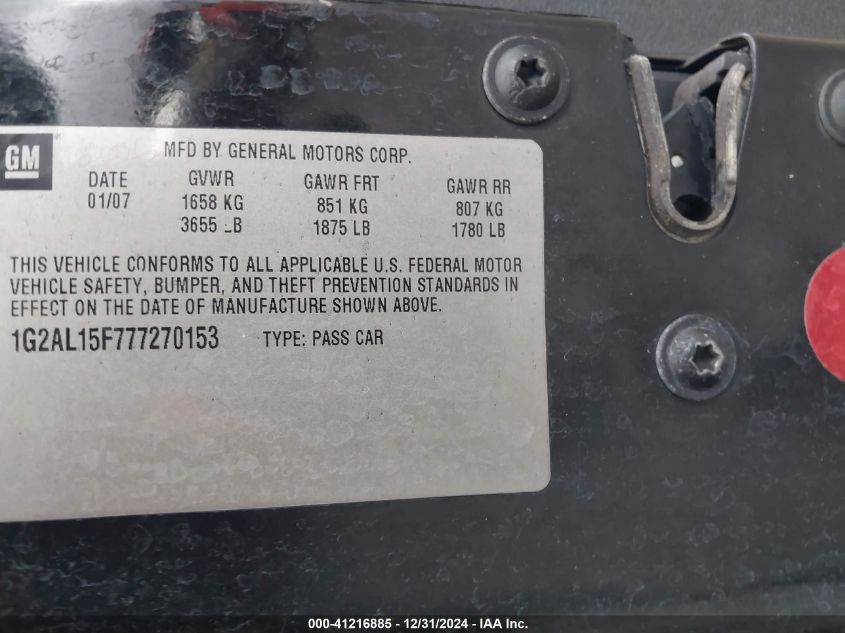 GM
MFD BY GENERAL MOTORS CORP.
DATE GVWR GAWR FRT GAWR RR
01/07 1658 KG 851 KG 807 KG
3655 LB 1875 LB 1780 LB
THIS VEHICLE CONFORMS TO ALL APPLICABLE U.S. FEDERAL MOTOR
VEHICLE SAFETY, BUMPER, AND THEFT PREVENTION STANDARDS IN
EFFECT ON THE DATE OF MANUFACTURE SHOWN ABOVE.
1G2AL15F777270153 TYPE: PASS CAR
000-41216885 - 12/31/2024 - IAA Inc.